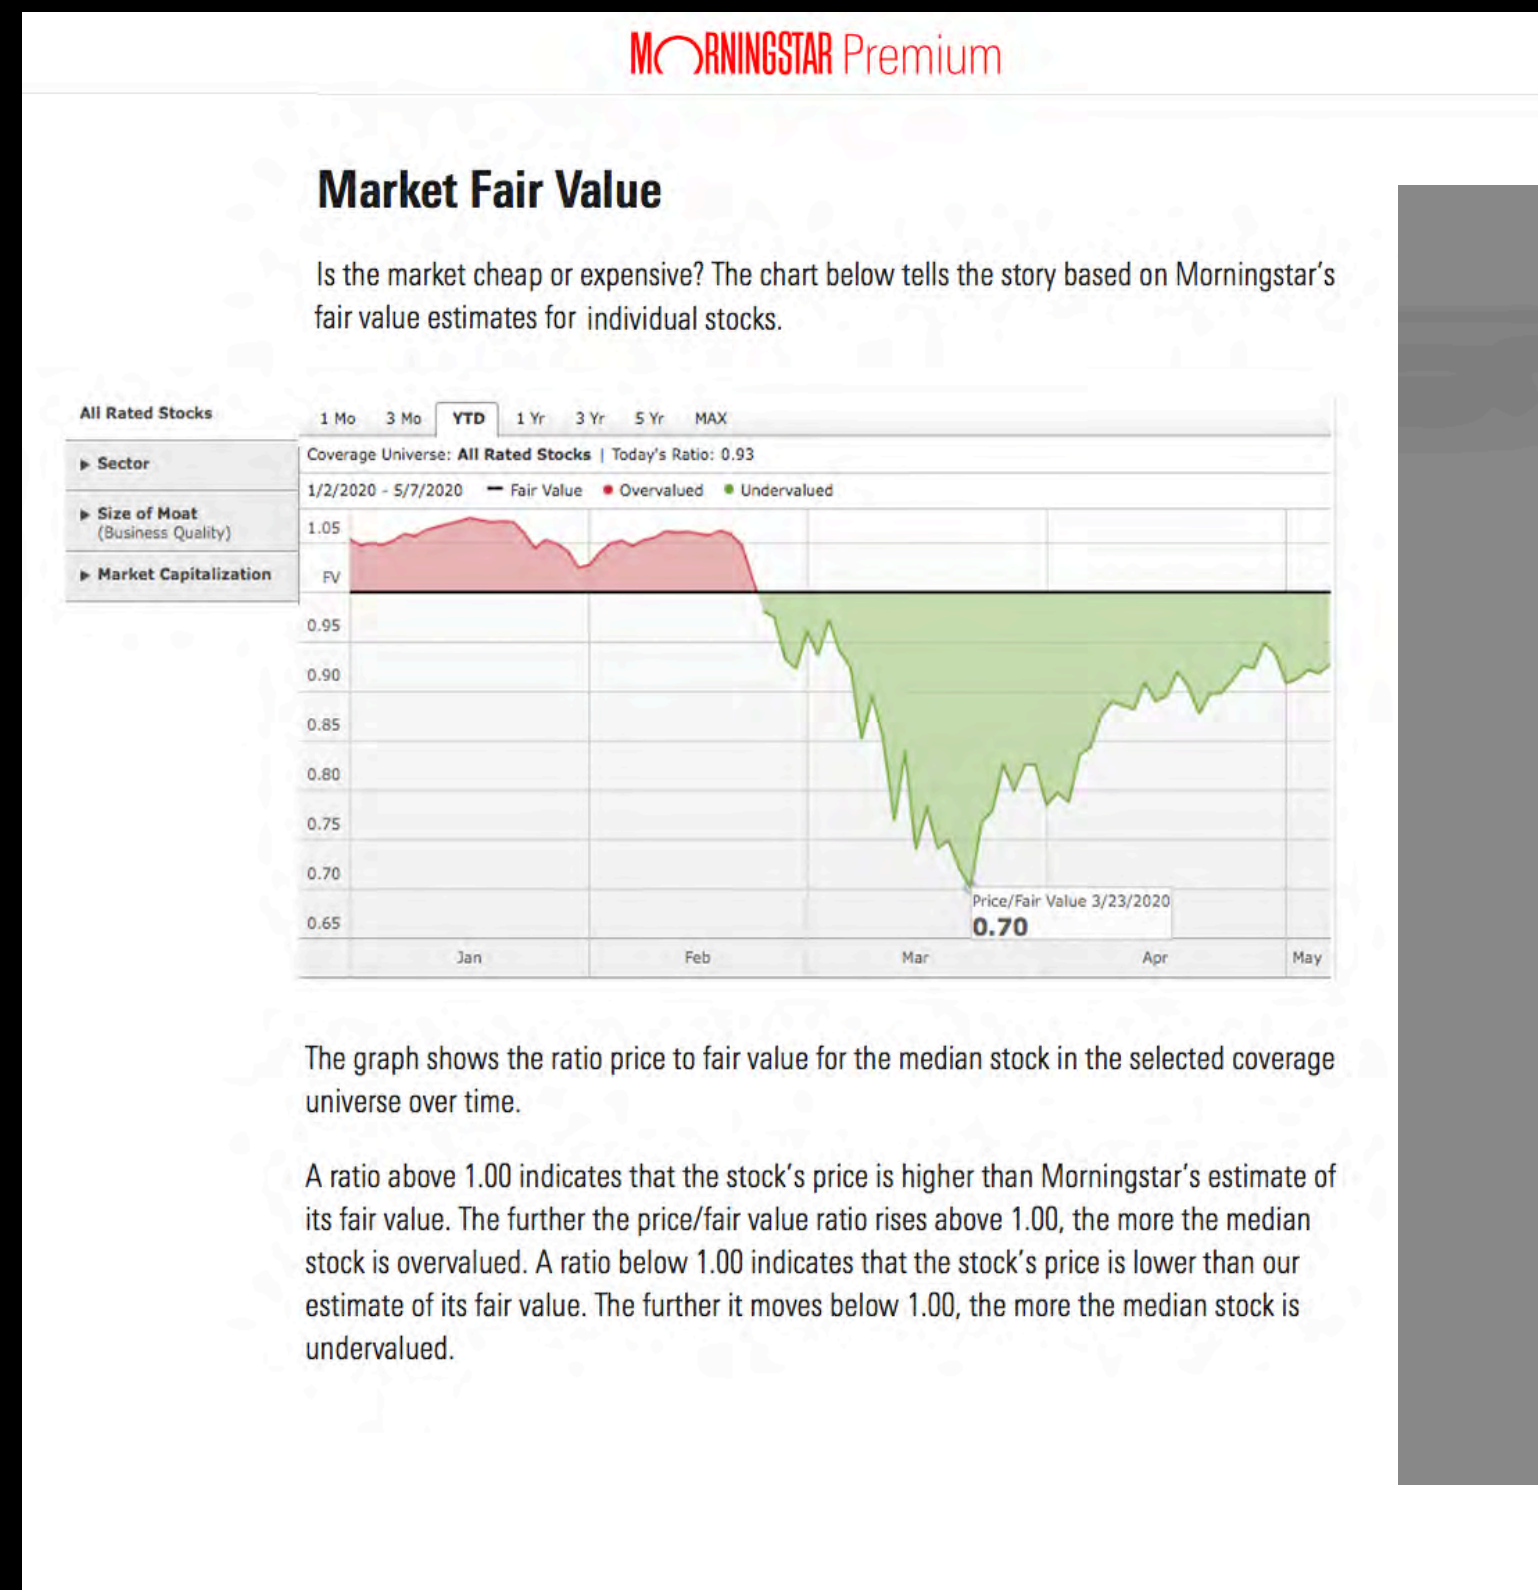 MORNINGSTAR Premium
Market Fair Value
Is the market cheap or expensive? The chart below tells the story based on Morningstar's
fair value estimates for individual stocks.
All Rated Stocks
Sector
Size of Moat
(Business Quality)
Market Capitalization
1 Mo 3 Mo YTD 1 Yr 3 Yr 5 Yr MAX
Coverage Universe: All Rated Stocks | Today's Ratio: 0.93
1/2/2020 - 5/7/2020 Fair Value Overvalued Undervalued
1.05
FV
0.95
0.90
0.85
0.80
0.75
0.70
0.65
Price/Fair Value 3/23/2020
0.70
Jan Feb Mar Apr May
The graph shows the ratio price to fair value for the median stock in the selected coverage
universe over time.
A ratio above 1.00 indicates that the stock's price is higher than Morningstar's estimate of
its fair value. The further the price/fair value ratio rises above 1.00, the more the median
stock is overvalued. A ratio below 1.00 indicates that the stock's price is lower than our
estimate of its fair value. The further it moves below 1.00, the more the median stock is
undervalued.